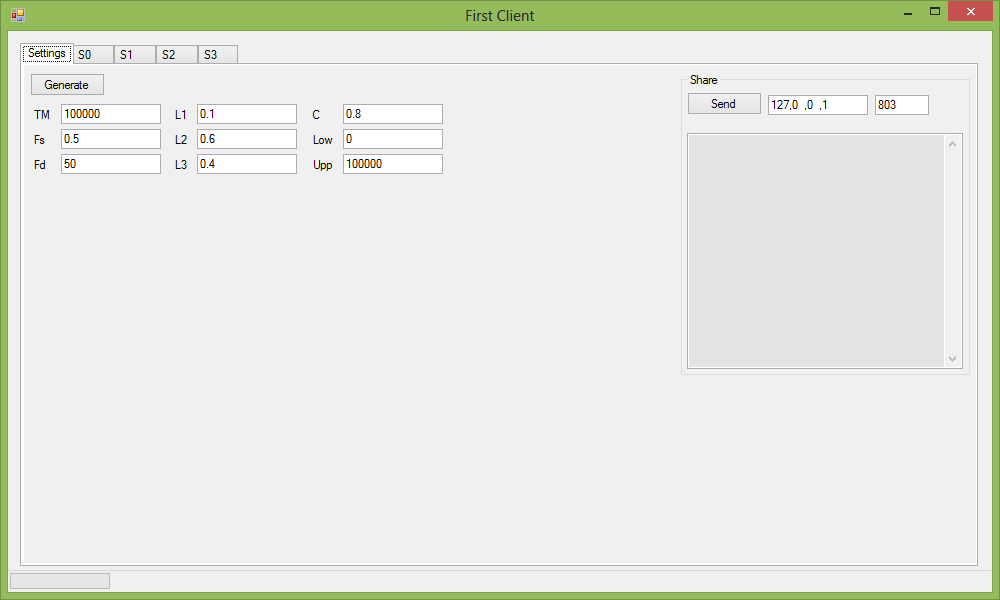 First Client
Settings S0 S1 S2 S3
Generate
TM 100000 L1 0.1 C 0.8
Fs 0.5 L2 0.6 Low 0
Fd 50 L3 0.4 Upp 100000
Share
Send 127,0 ,0 ,1 803